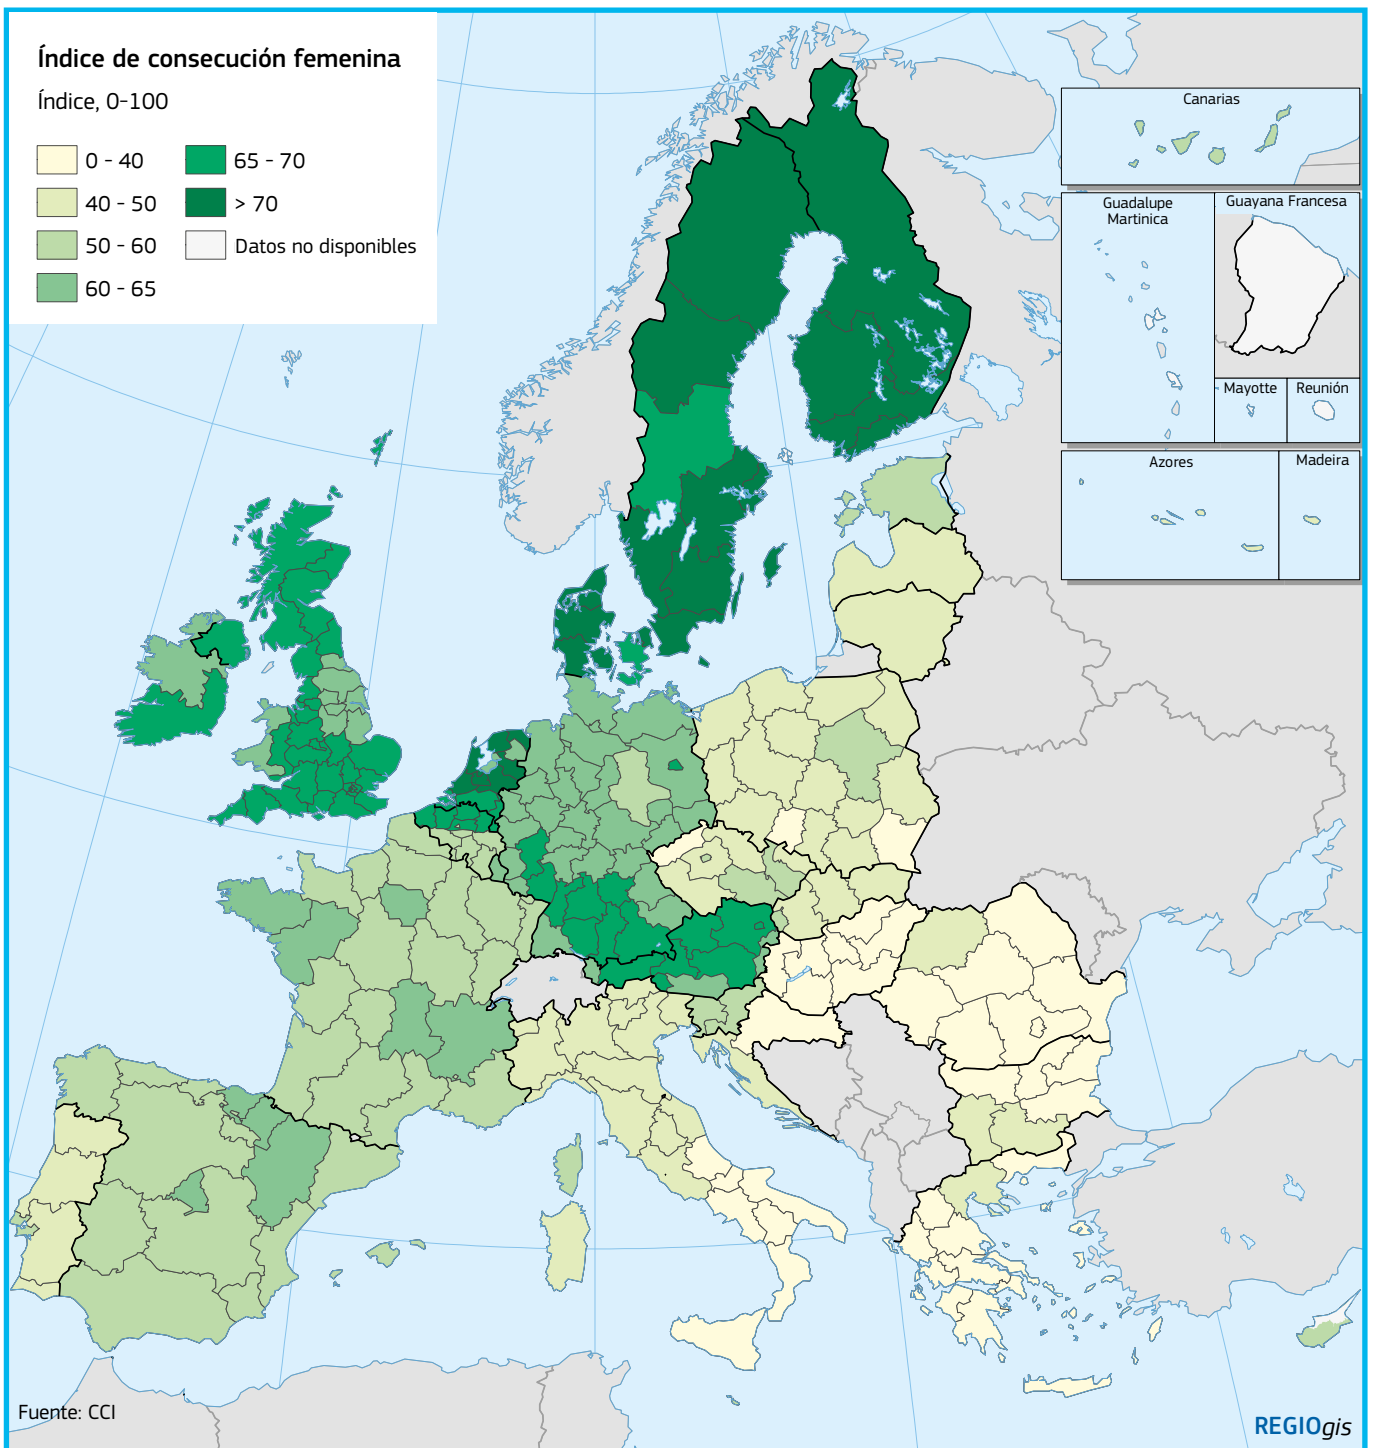 Índice de consecución femenina
Índice, 0-100
0 - 40
40 - 50
50 - 60
60 - 65
65 - 70
> 70
Datos no disponibles
Canarias
Guadalupe
Martinica
Guayana Francesa
Mayotte
Reunión
Azores
Madeira
Fuente: CCI
REGIOgis